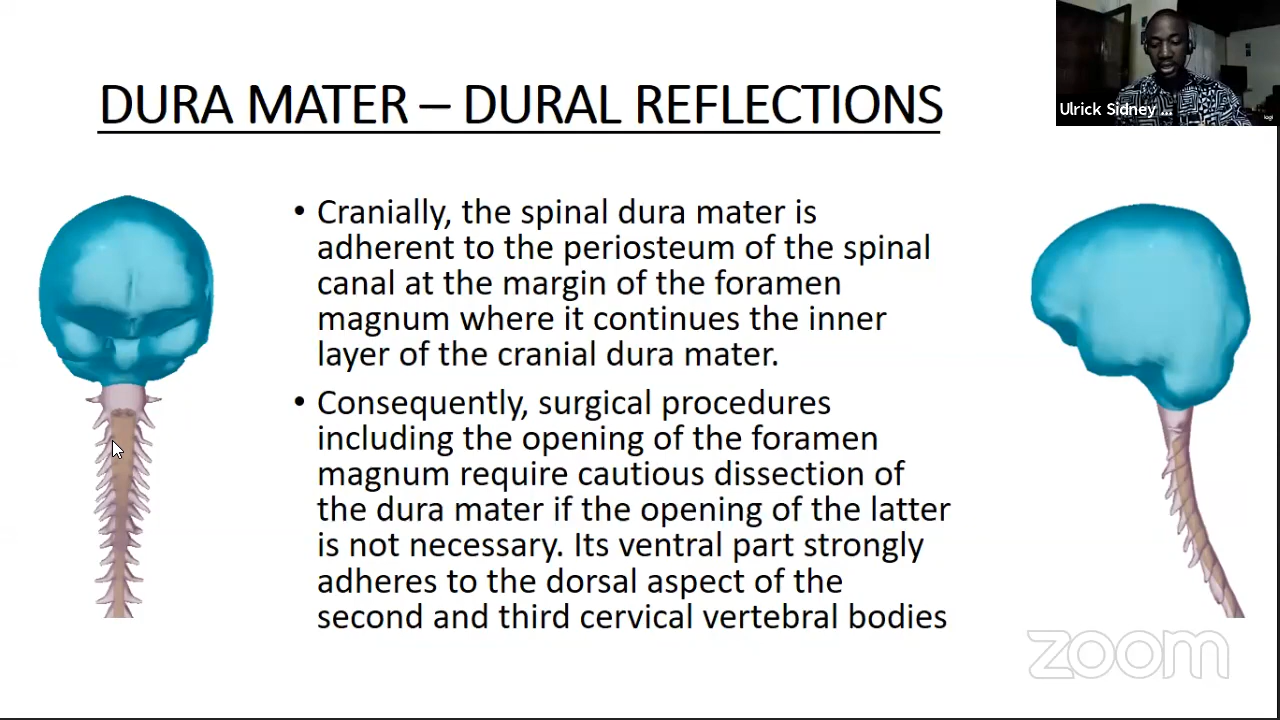 DURA MATER – DURAL REFLECTIONS
Ulrick Sidney ...
• Cranially, the spinal dura mater is
adherent to the periosteum of the spinal
canal at the margin of the foramen
magnum where it continues the inner
layer of the cranial dura mater.
• Consequently, surgical procedures
including the opening of the foramen
magnum require cautious dissection of
the dura mater if the opening of the latter
is not necessary. Its ventral part strongly
adheres to the dorsal aspect of the
second and third cervical vertebral bodies
zoom
logi